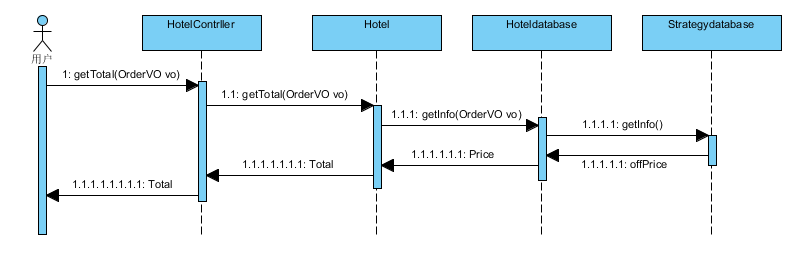 HotelContrller
Hotel
Hoteldatabase
Strategydatabase
用户
1: getTotal(OrderVO vo)
1.1: getTotal(OrderVO vo)
1.1.1: getInfo(OrderVO vo)
1.1.1.1: getInfo()
1.1.1.1.1: offPrice
1.1.1.1.1.1: Price
1.1.1.1.1.1.1: Total
1.1.1.1.1.1.1.1: Total